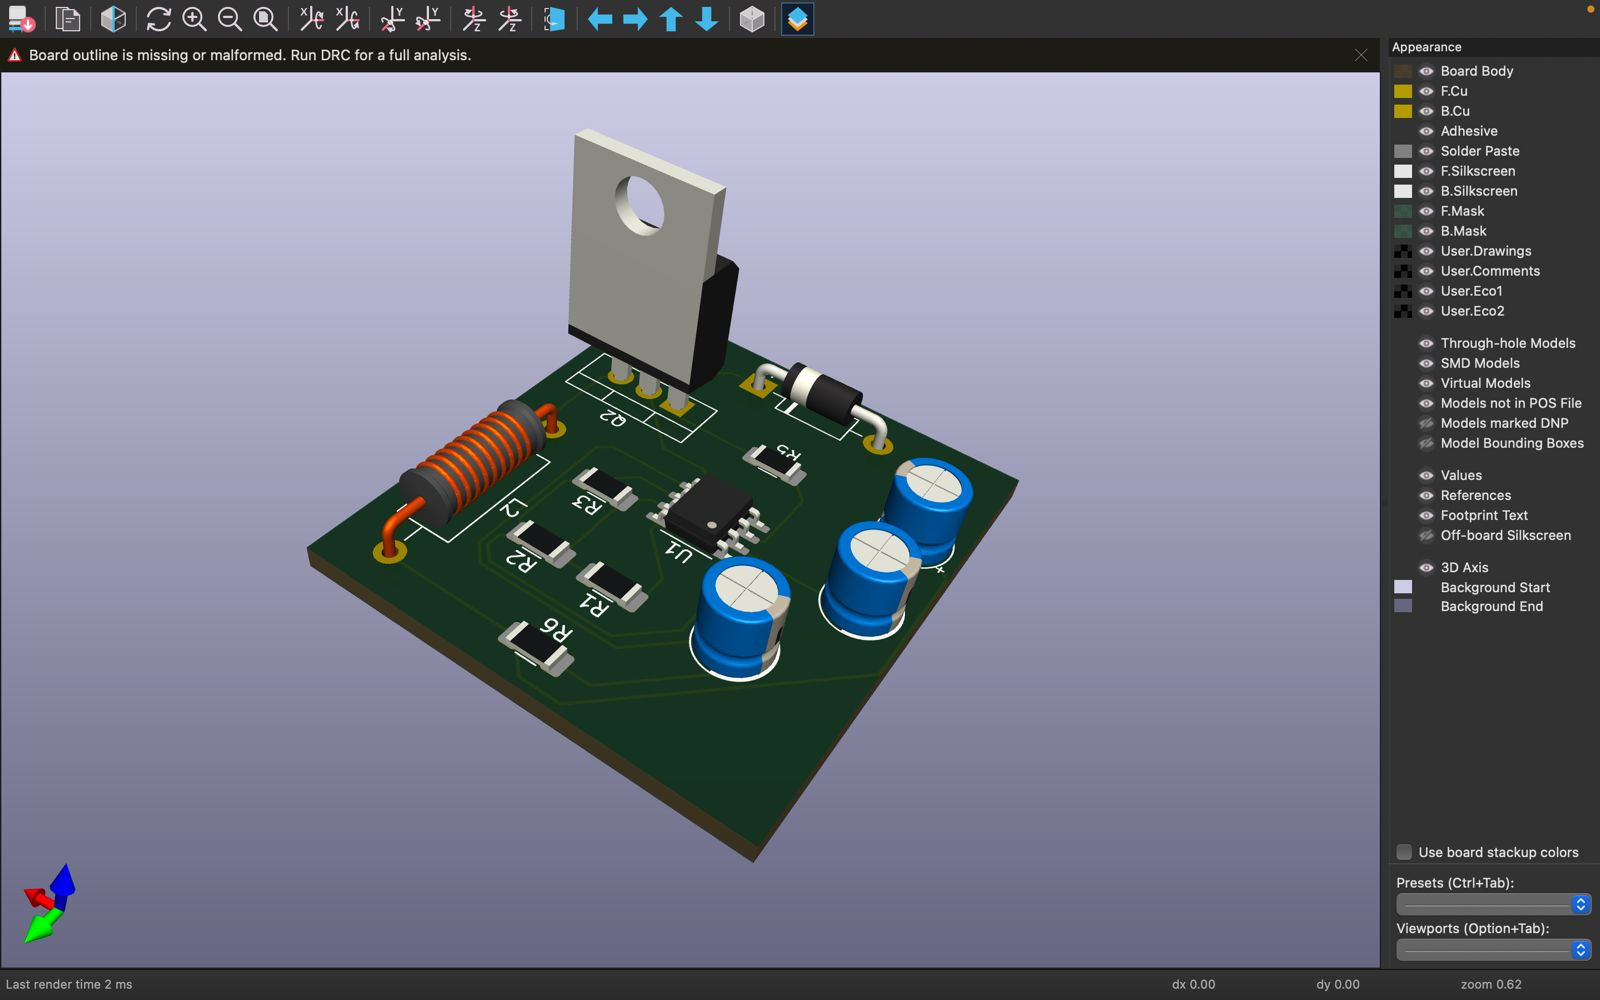 Board outline is missing or malformed. Run DRC for a full analysis.
Appearance
Board Body
F.Cu
B.Cu
Adhesive
Solder Paste
F.Silkscreen
B.Silkscreen
F.Mask
B.Mask
User.Drawings
User.Comments
User.Eco1
User.Eco2
Through-hole Models
SMD Models
Virtual Models
Models not in POS File
Models marked DNP
Model Bounding Boxes
Values
References
Footprint Text
Off-board Silkscreen
3D Axis
Background Start
Background End
Use board stackup colors
Presets (Ctrl+Tab):
Viewports (Option+Tab):
Q2
R5
R3
R2
U1
R1
R6
+
Last render time 2 ms
dx 0.00
dy 0.00
zoom 0.62